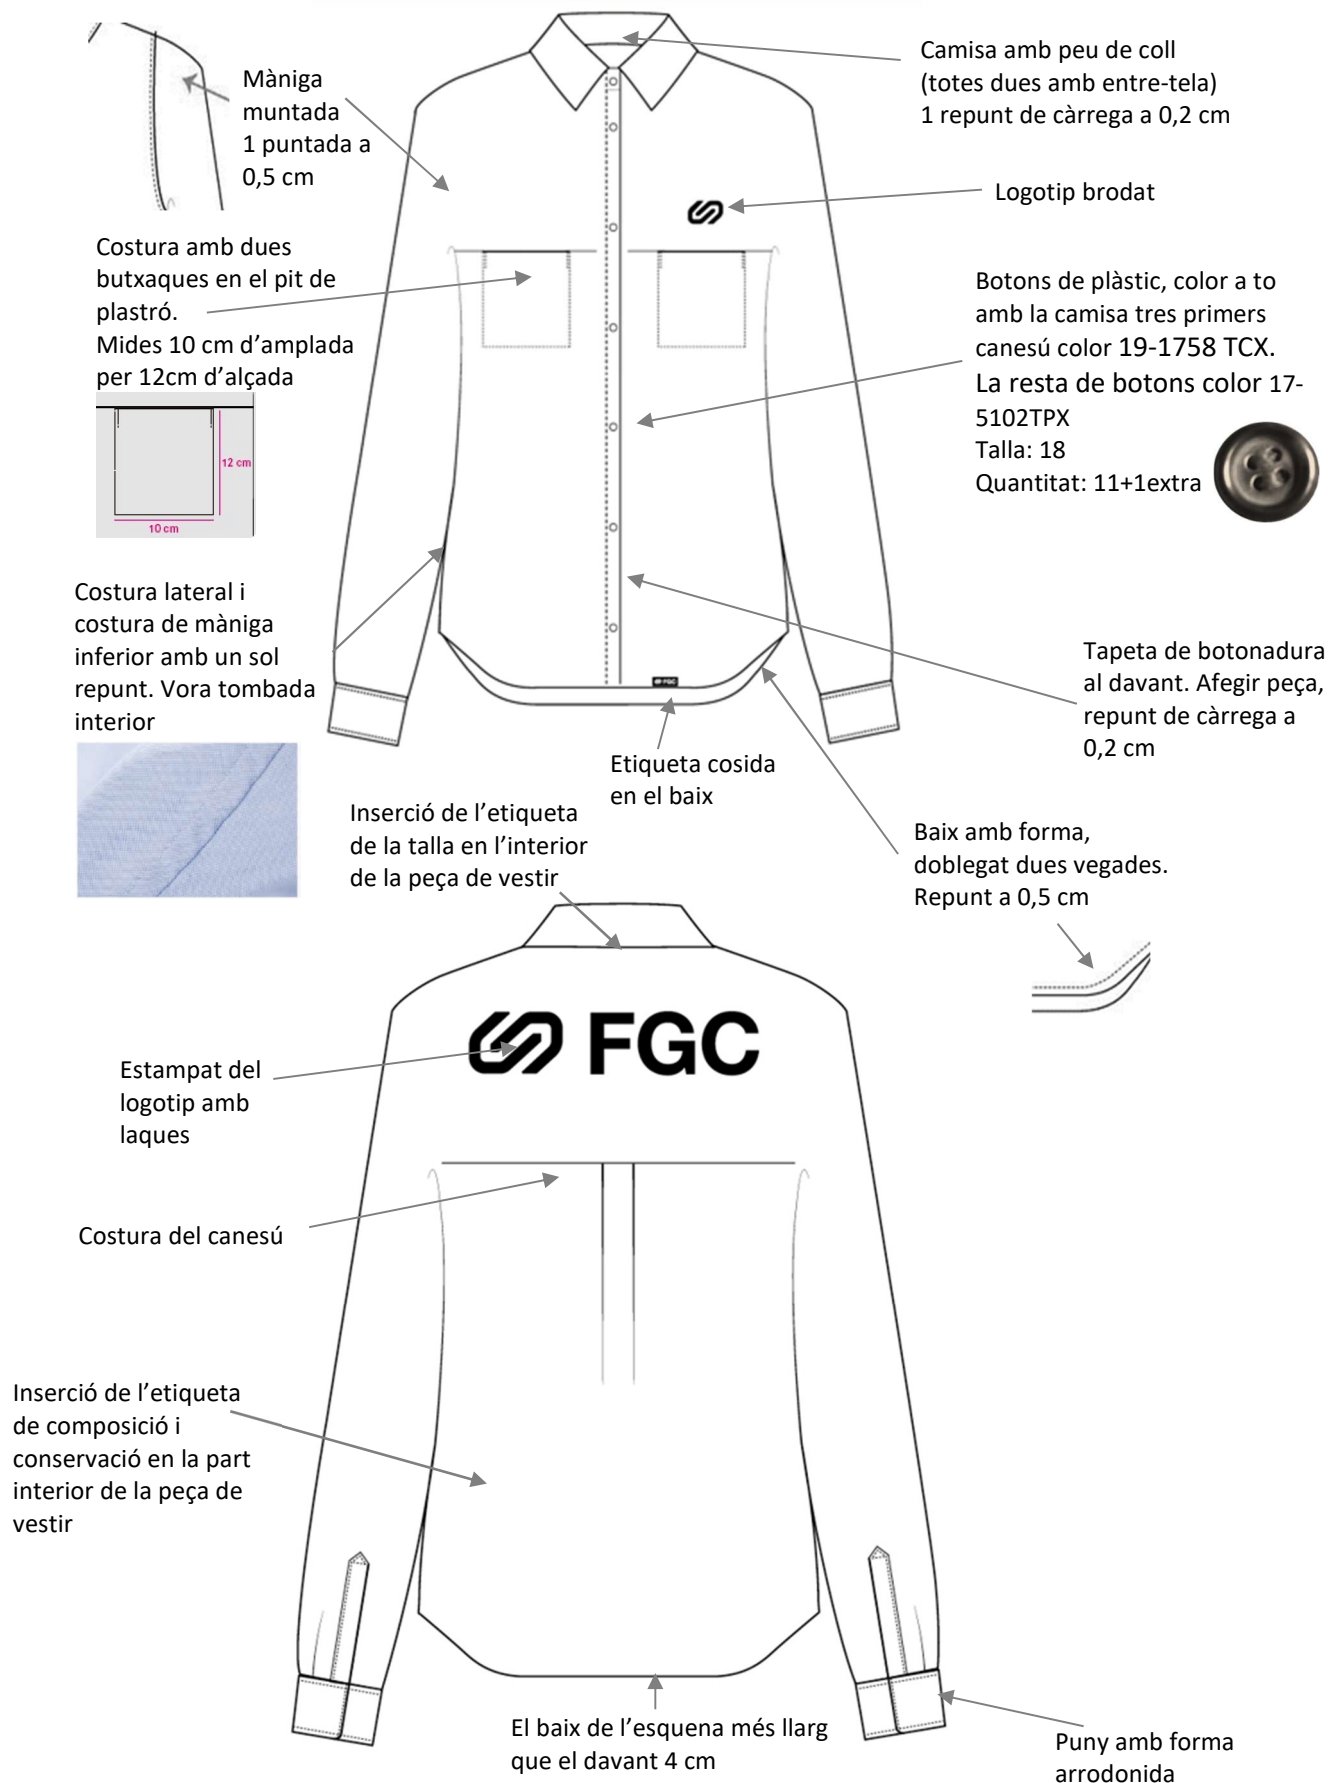 Màniga
muntada
1 puntada a
0,5 cm
Camisa amb peu de coll
(totes dues amb entre-tela)
1 repunt de càrrega a 0,2 cm
Logotip brodat
Costura amb dues
butxaques en el pit de
plastró.
Mides 10 cm d’amplada
per 12cm d’alçada
12 cm
10 cm
Botons de plàstic, color a to
amb la camisa tres primers
canesú color 19-1758 TCX.
La resta de botons color 17-
5102TPX
Talla: 18
Quantitat: 11+1extra
Costura lateral i
costura de màniga
inferior amb un sol
repunt. Vora tombada
interior
Tapeta de botonadura
al davant. Afegir peça,
repunt de càrrega a
0,2 cm
FGC
Etiqueta cosida
en el baix
Inserció de l’etiqueta
de la talla en l’interior
de la peça de vestir
Baix amb forma,
doblegat dues vegades.
Repunt a 0,5 cm
FGC
Estampat del
logotip amb
laques
Costura del canesú
Inserció de l’etiqueta
de composició i
conservació en la part
interior de la peça de
vestir
El baix de l’esquena més llarg
que el davant 4 cm
Puny amb forma
arrodonida